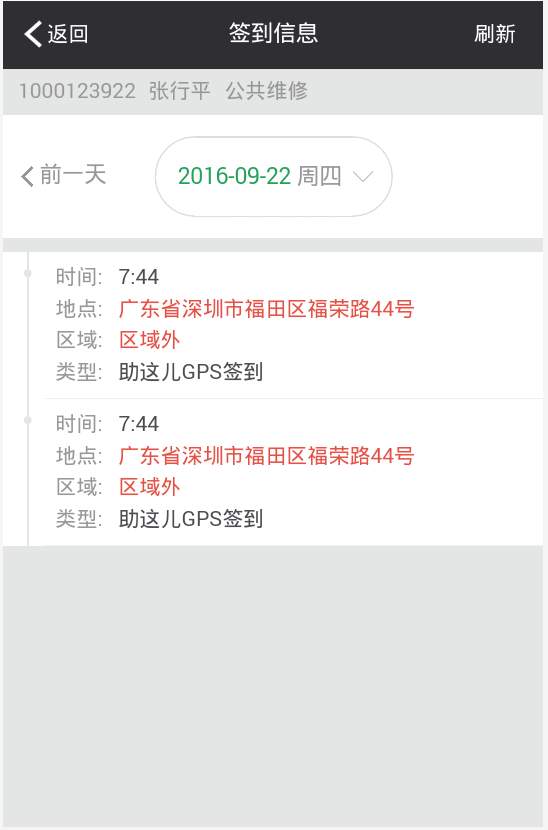 返回 签到信息 刷新
1000123922 张行平 公共维修
前一天 2016-09-22 周四
时间: 7:44
地点: 广东省深圳市福田区福荣路44号
区域: 区域外
类型: 助这儿GPS签到
时间: 7:44
地点: 广东省深圳市福田区福荣路44号
区域: 区域外
类型: 助这儿GPS签到